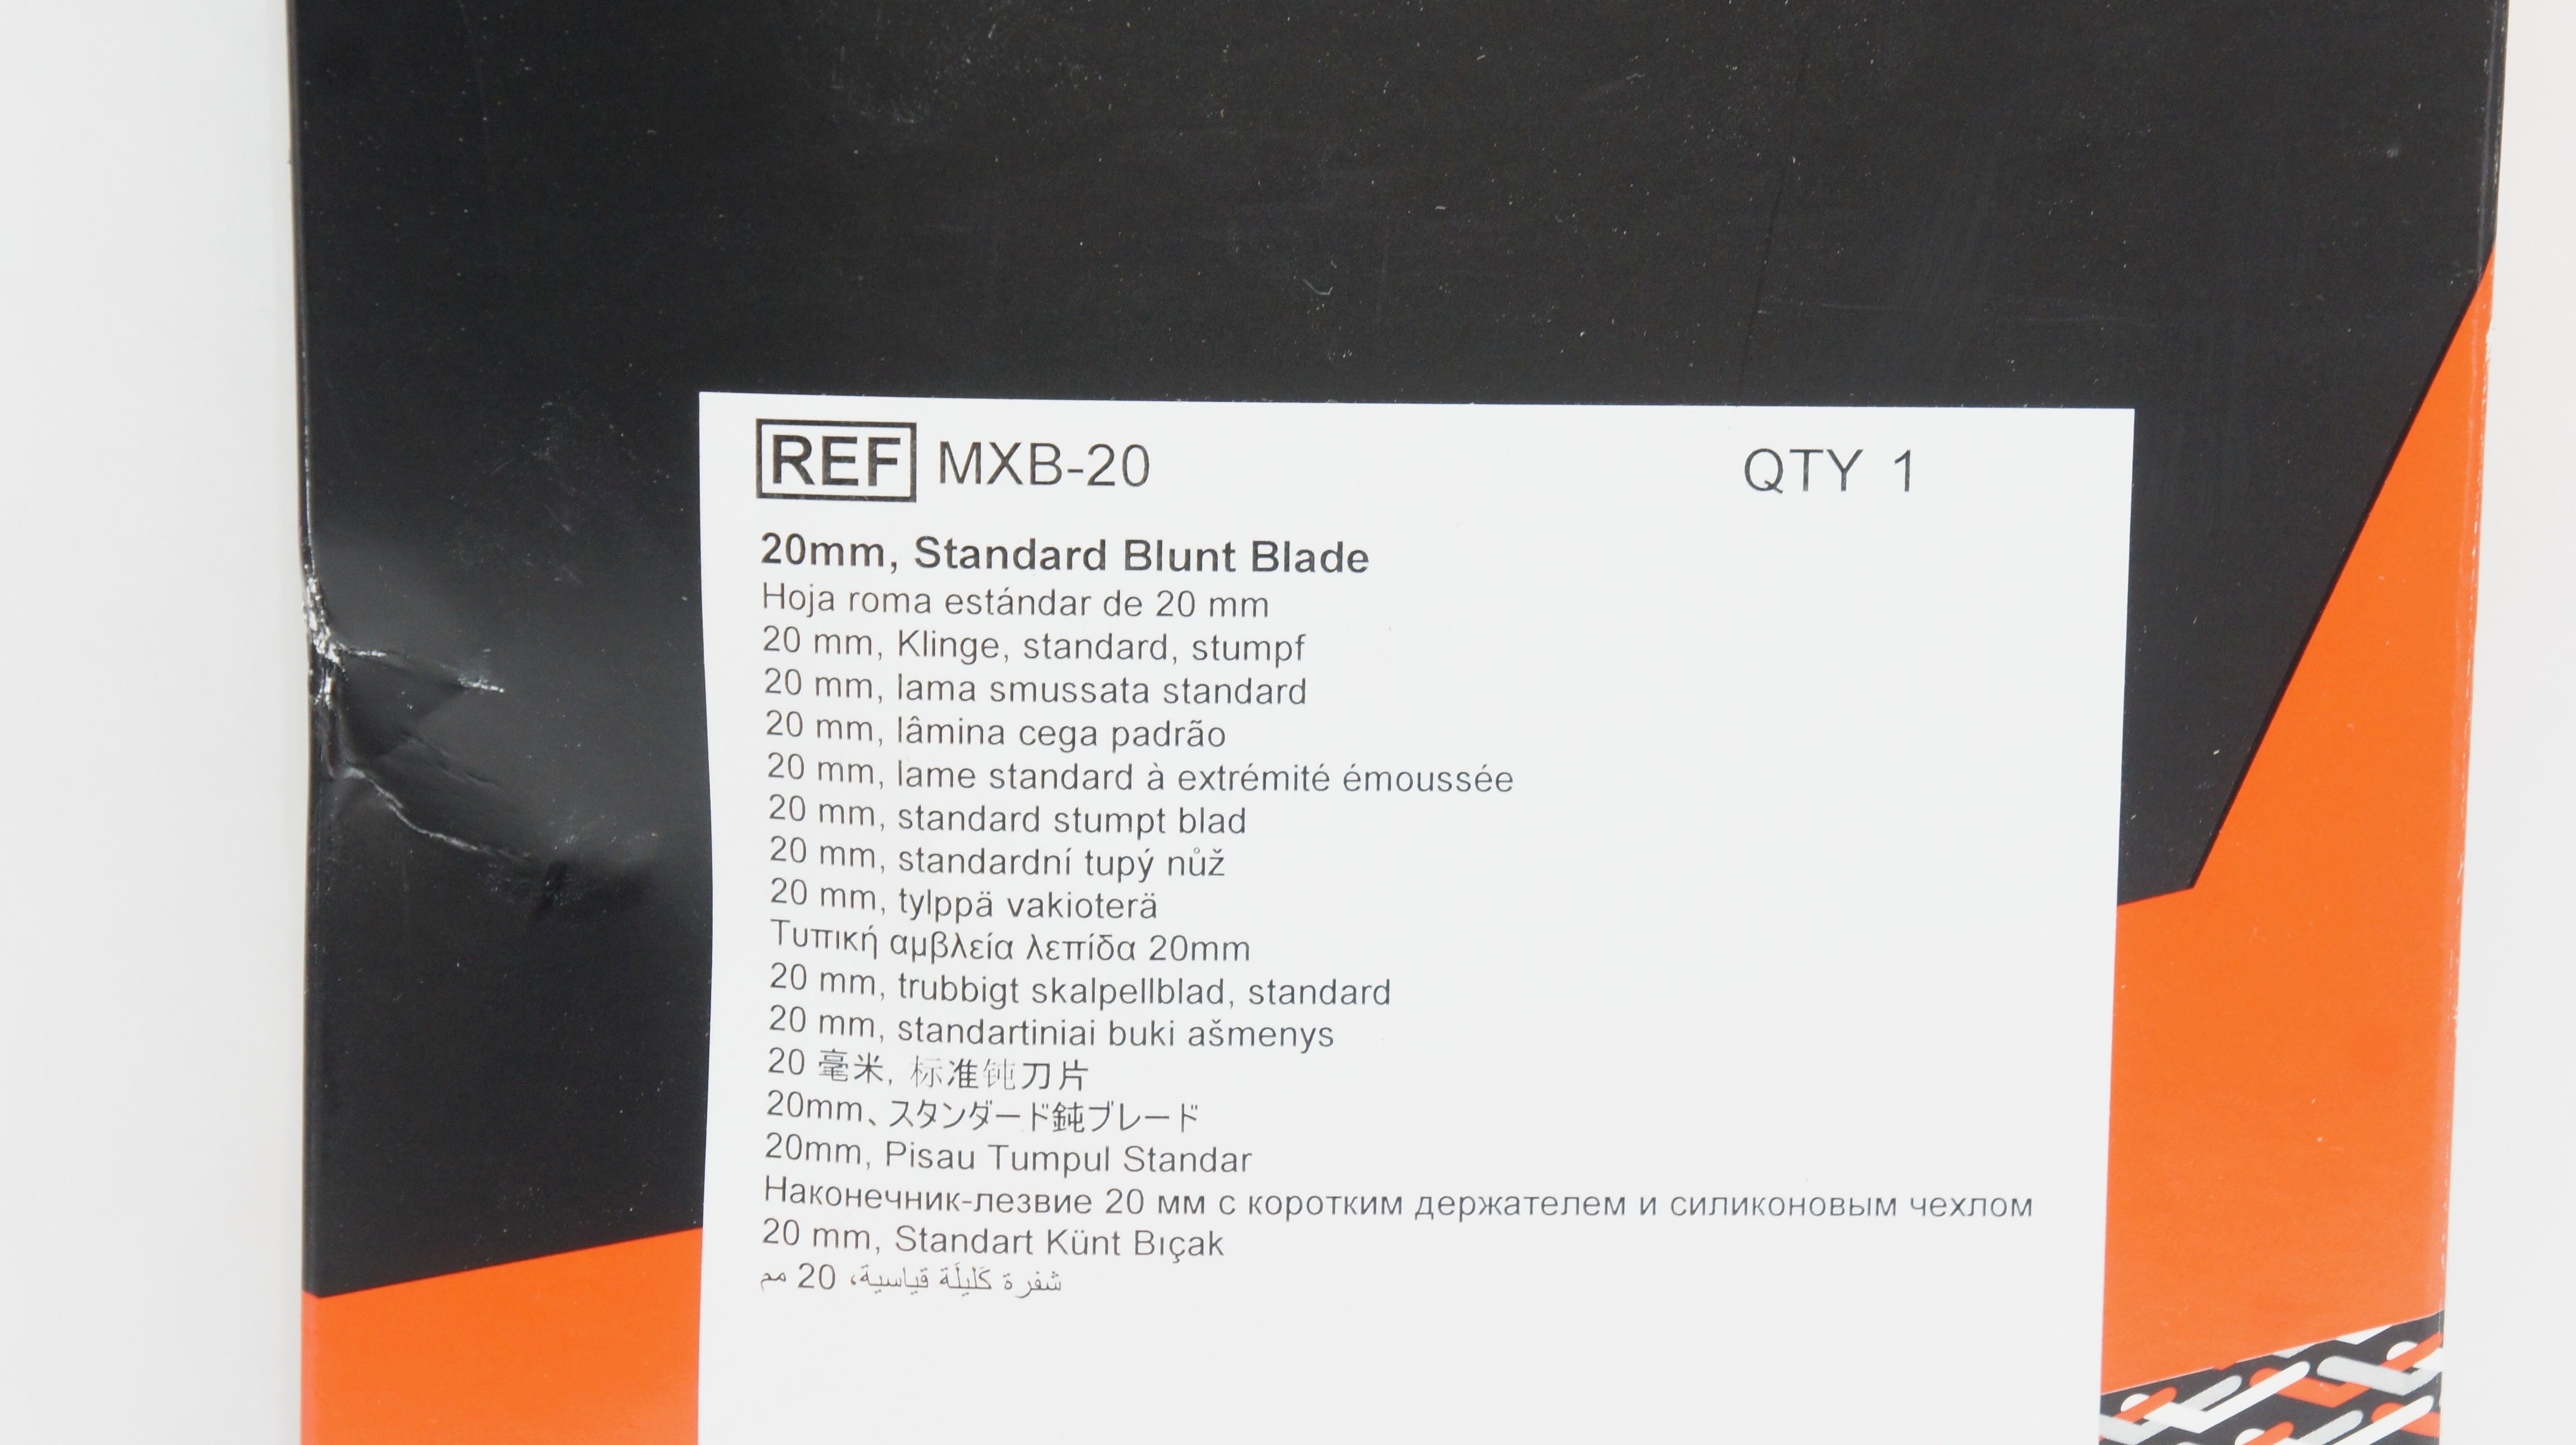 REF MXB-20 QTY 1
20mm, Standard Blunt Blade
Hoja roma estándar de 20 mm
20 mm, Klinge, standard, stumpf
20 mm, lama smussata standard
20 mm, lâmina cega padrão
20 mm, lame standard à extrémité émoussée
20 mm, standard stumpt blad
20 mm, standardní tupý nůž
20 mm, tylppä vakioterä
Τυπική αμβλεία λεπίδα 20mm
20 mm, trubbigt skalpellblad, standard
20 mm, standartiniai buki ašmenys
20 毫米, 标准钝刀片
20mm、スタンダード鈍ブレード
20mm, Pisau Tumpul Standar
Наконечник-лезвие 20 мм с коротким держателем и силиконовым чехлом
20 mm, Standart Künt Bıçak
شفرة كَليلَة قياسية، 20 مم